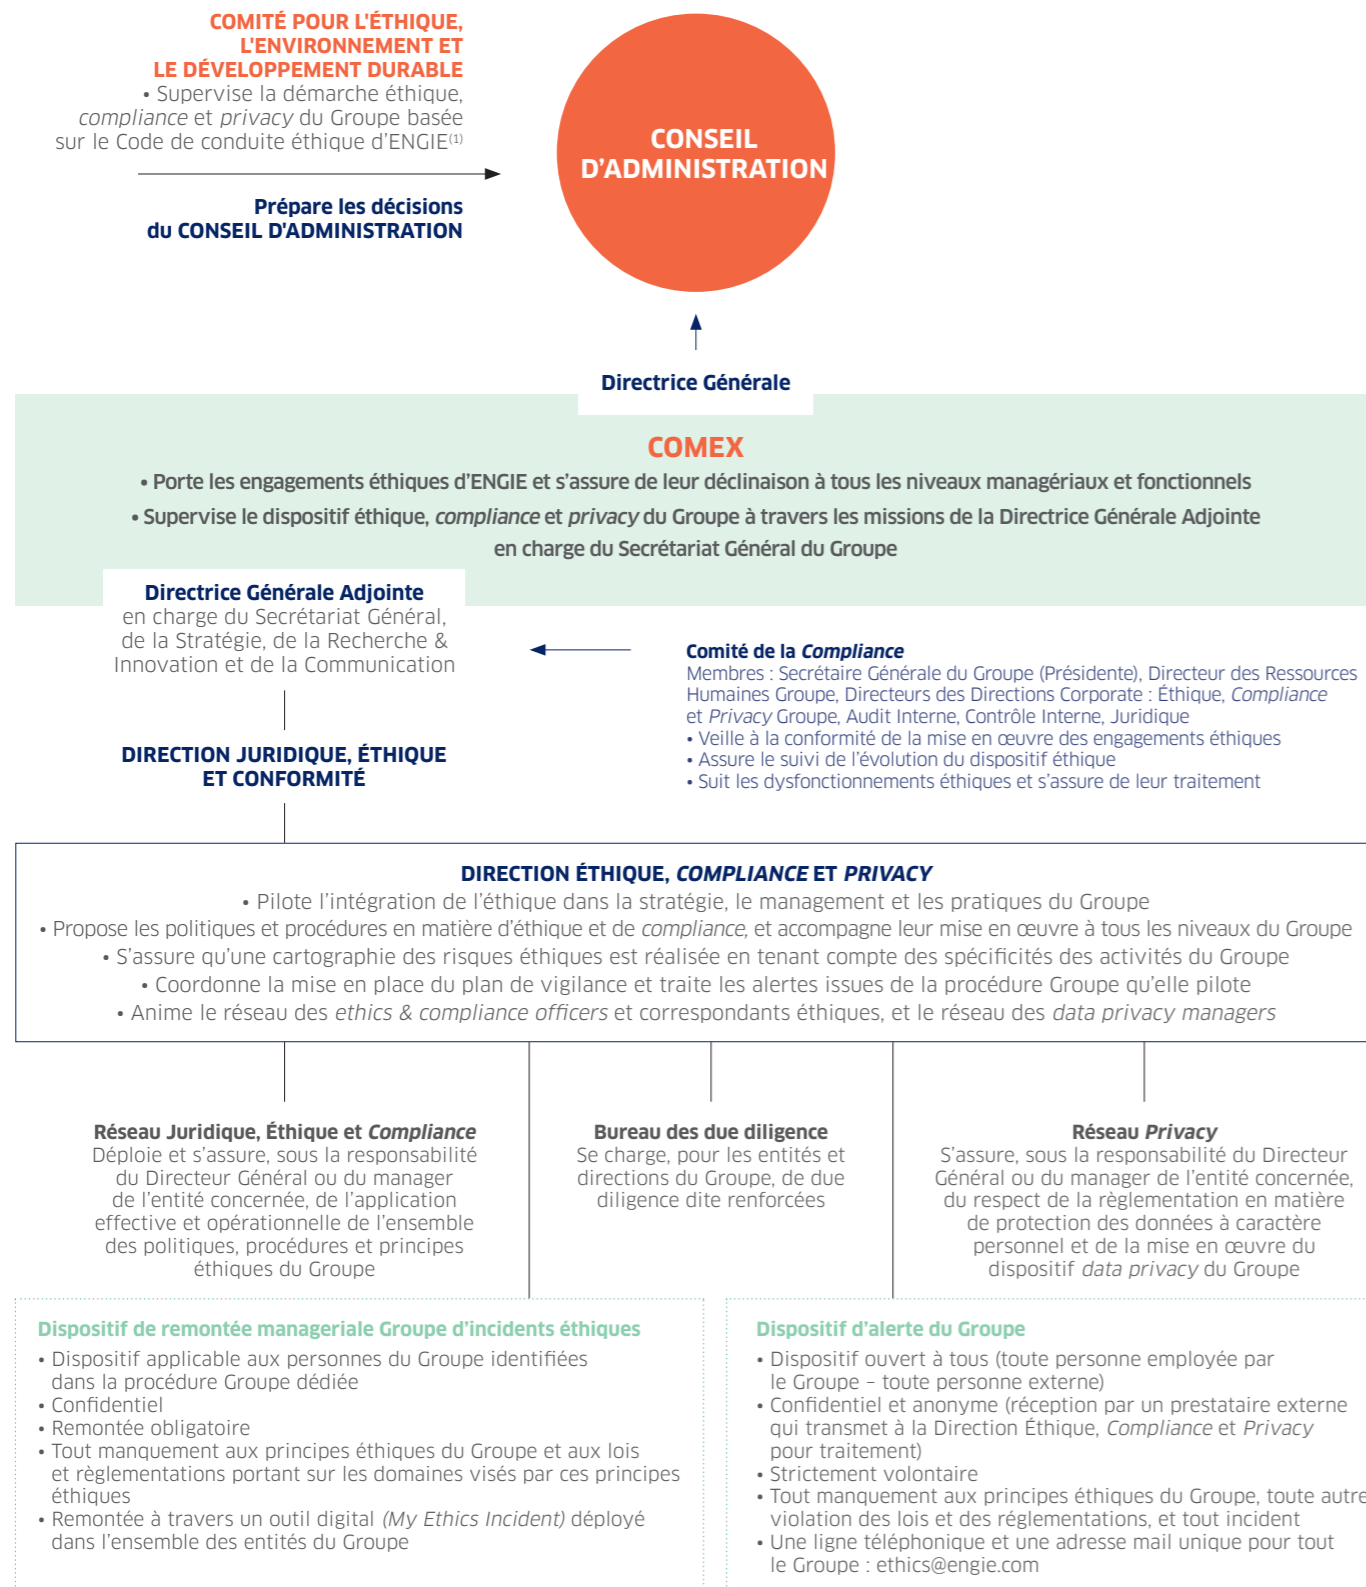 COMITÉ POUR L'ÉTHIQUE,
L'ENVIRONNEMENT ET
LE DÉVELOPPEMENT DURABLE
• Supervise la démarche éthique,
compliance et privacy du Groupe basée
sur le Code de conduite éthique d’ENGIE(1)
Prépare les décisions
du CONSEIL D'ADMINISTRATION
CONSEIL
D’ADMINISTRATION
Directrice Générale
COMEX
• Porte les engagements éthiques d’ENGIE et s’assure de leur déclinaison à tous les niveaux managériaux et fonctionnels
• Supervise le dispositif éthique, compliance et privacy du Groupe à travers les missions de la Directrice Générale Adjointe
en charge du Secrétariat Général du Groupe
Directrice Générale Adjointe
en charge du Secrétariat Général,
de la Stratégie, de la Recherche &
Innovation et de la Communication
Comité de la Compliance
Membres : Secrétaire Générale du Groupe (Présidente), Directeur des Ressources
Humaines Groupe, Directeurs des Directions Corporate : Éthique, Compliance
et Privacy Groupe, Audit Interne, Contrôle Interne, Juridique
• Veille à la conformité de la mise en œuvre des engagements éthiques
• Assure le suivi de l’évolution du dispositif éthique
• Suit les dysfonctionnements éthiques et s’assure de leur traitement
DIRECTION JURIDIQUE, ÉTHIQUE
ET CONFORMITÉ
DIRECTION ÉTHIQUE, COMPLIANCE ET PRIVACY
• Pilote l’intégration de l’éthique dans la stratégie, le management et les pratiques du Groupe
• Propose les politiques et procédures en matière d’éthique et de compliance, et accompagne leur mise en œuvre à tous les niveaux du Groupe
• S’assure qu’une cartographie des risques éthiques est réalisée en tenant compte des spécificités des activités du Groupe
• Coordonne la mise en place du plan de vigilance et traite les alertes issues de la procédure Groupe qu’elle pilote
• Anime le réseau des ethics & compliance officers et correspondants éthiques, et le réseau des data privacy managers
Réseau Juridique, Éthique et Compliance
Déploie et s’assure, sous la responsabilité
du Directeur Général ou du manager
de l’entité concernée, de l’application
effective et opérationnelle de l’ensemble
des politiques, procédures et principes
éthiques du Groupe
Bureau des due diligence
Se charge, pour les entités et
directions du Groupe, de due
diligence dite renforcées
Réseau Privacy
S’assure, sous la responsabilité du Directeur
Général ou du manager de l’entité concernée,
du respect de la règlementation en matière
de protection des données à caractère
personnel et de la mise en œuvre du
dispositif data privacy du Groupe
Dispositif de remontée manageriale Groupe d’incidents éthiques
• Dispositif applicable aux personnes du Groupe identifiées
dans la procédure Groupe dédiée
• Confidentiel
• Remontée obligatoire
• Tout manquement aux principes éthiques du Groupe et aux lois
et règlementations portant sur les domaines visés par ces principes
éthiques
• Remontée à travers un outil digital (My Ethics Incident) déployé
dans l’ensemble des entités du Groupe
Dispositif d’alerte du Groupe
• Dispositif ouvert à tous (toute personne employée par
le Groupe – toute personne externe)
• Confidentiel et anonyme (réception par un prestataire externe
qui transmet à la Direction Éthique, Compliance et Privacy
pour traitement)
• Strictement volontaire
• Tout manquement aux principes éthiques du Groupe, toute autre
violation des lois et des réglementations, et tout incident
• Une ligne téléphonique et une adresse mail unique pour tout
le Groupe : ethics@engie.com